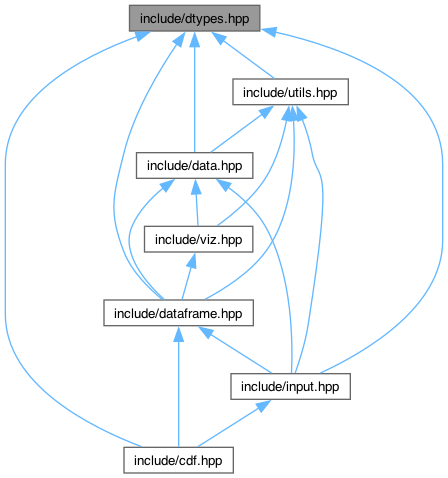 include/dtypes.hpp
include/utils.hpp
include/data.hpp
include/viz.hpp
include/dataframe.hpp
include/input.hpp
include/cdf.hpp